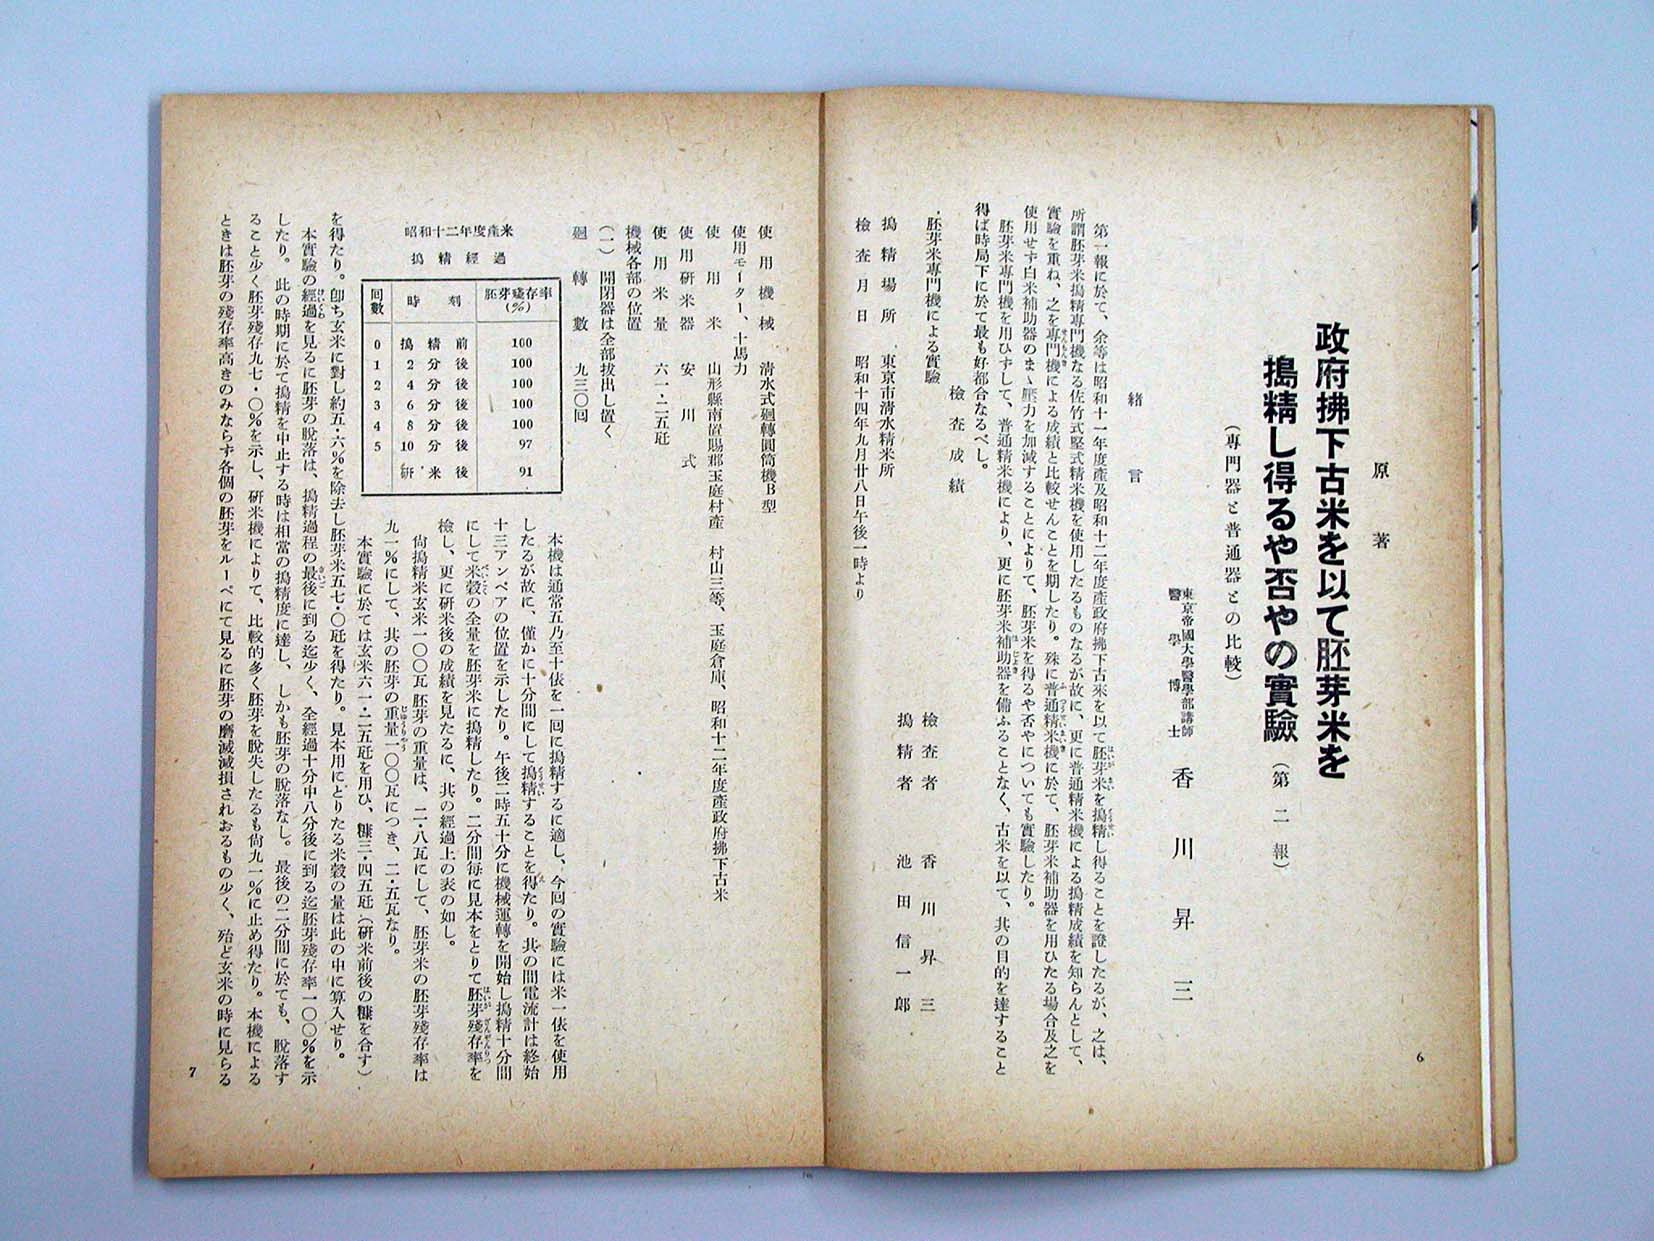 原著
政府拂下古米を以て胚芽米を
搗精し得るや否やの實驗（第二報）
（専門器と普通器との比較）
東京帝國大學醫學部講師
醫學博士
香川昇三
緒言
第一報に於て、余等は昭和十一年度產及昭和十二年度產政府拂下古米を以て胚芽米を搗精し得ることを證したるが、之は、
所謂胚芽米搗精専門機なる佐竹式竪式精米機を使用したるものなるが故に、更に普通精米機による搗精成績を知らんとして、
實驗を重ね、之を専門機による成績と比較せんことを期したり。殊に普通精米機に於て、胚芽米補助器を用ひたる場合及之を
使用せず白米補助器のまゝ壓力を加減することによりて、胚芽米を得るや否やについても實驗したり。
胚芽米専門機を用ひずして、普通精米機により、更に胚芽米補助器を備ふることなく、古米を以て、其の目的を達すること
得ば時局下に於て最も好都合なるべし。
檢査成績
・胚芽米専門機による實驗
檢査者 香川昇三
搗精者 池田信一郎
搗精場所 東京市清水精米所
檢査月日 昭和十四年九月廿八日午後一時より
6
使用機械 清水式廻轉圓筒機B型
使用モーター、十馬力
使用米 山形縣南置賜郡玉庭村產 村山三等、玉庭倉庫、昭和十二年度產政府拂下古米
使用研米器 安川式
使用米量 六一・二五瓩
機械各部の位置
（一）開閉器は全部拔出し置く
廻轉數 九三〇回
昭和十二年度產米
搗精經過
回數 時刻 胚芽殘存率（%）
0 搗精前 100
1 2分後 100
2 4分後 100
3 6分後 100
4 8分後 100
5 10分後 97
研米後 91
本機は通常五乃至十俵を一回に搗精するに適し、今回の實驗には米一俵を使用
したるが故に、僅かに十分間にして搗精することを得たり。其の間電流計は終始
十三アンペアの位置を示したり。午後二時五十分に機械運轉を開始し搗精十分間
にして米穀の全量を胚芽米に搗精したり。二分間每に見本をとりて胚芽殘存率を
檢し、更に研米後の成績を見たるに、其の經過上の表の如し。
尙搗精米玄米一〇〇瓦胚芽の重量は、二・八瓦にして、胚芽米の胚芽殘存率は
九一%にして、其の胚芽の重量一〇〇瓦につき、二・五瓦なり。
本實驗に於ては玄米六一・二五瓩を用ひ、糠三・四五瓩（研米前後の糠を合す）
を得たり。卽ち玄米に對し約五・六%を除去し胚芽米五七・〇瓩を得たり。見本用にとりたる米穀の量は此の中に算入せり。
本實驗の經過を見るに胚芽の脫落は、搗精過程の最後に到る迄少く、全經過十分中八分後に到る迄胚芽殘存率一〇〇%を示
したり。此の時期に於て搗精を中止する時は相當の搗精度に達し、しかも胚芽の脫落なし。最後の二分間に於ても、脫落す
ること少く胚芽殘存九七・〇%を示し、研米機によりて、比較的多く胚芽を脫失したるも尙九一%に止め得たり。本機による
ときは胚芽の殘存率高きのみならず各個の胚芽をルーペにて見るに胚芽の磨滅減損されおるもの少く、殆ど玄米の時に見らる
7